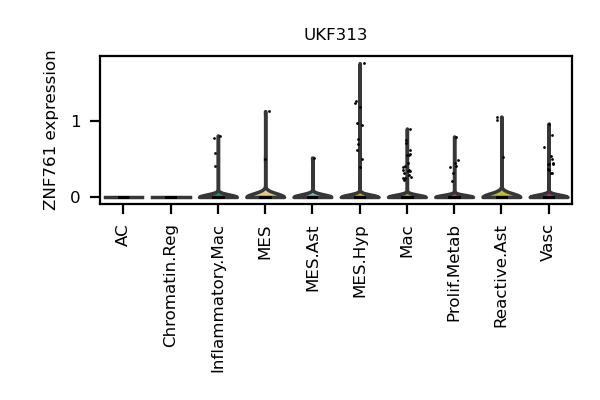 UKF313
ZNF761 expression
1
0
AC
Chromatin.Reg
Inflammatory.Mac
MES
MES.Ast
MES.Hyp
Mac
Prolif.Metab
Reactive.Ast
Vasc